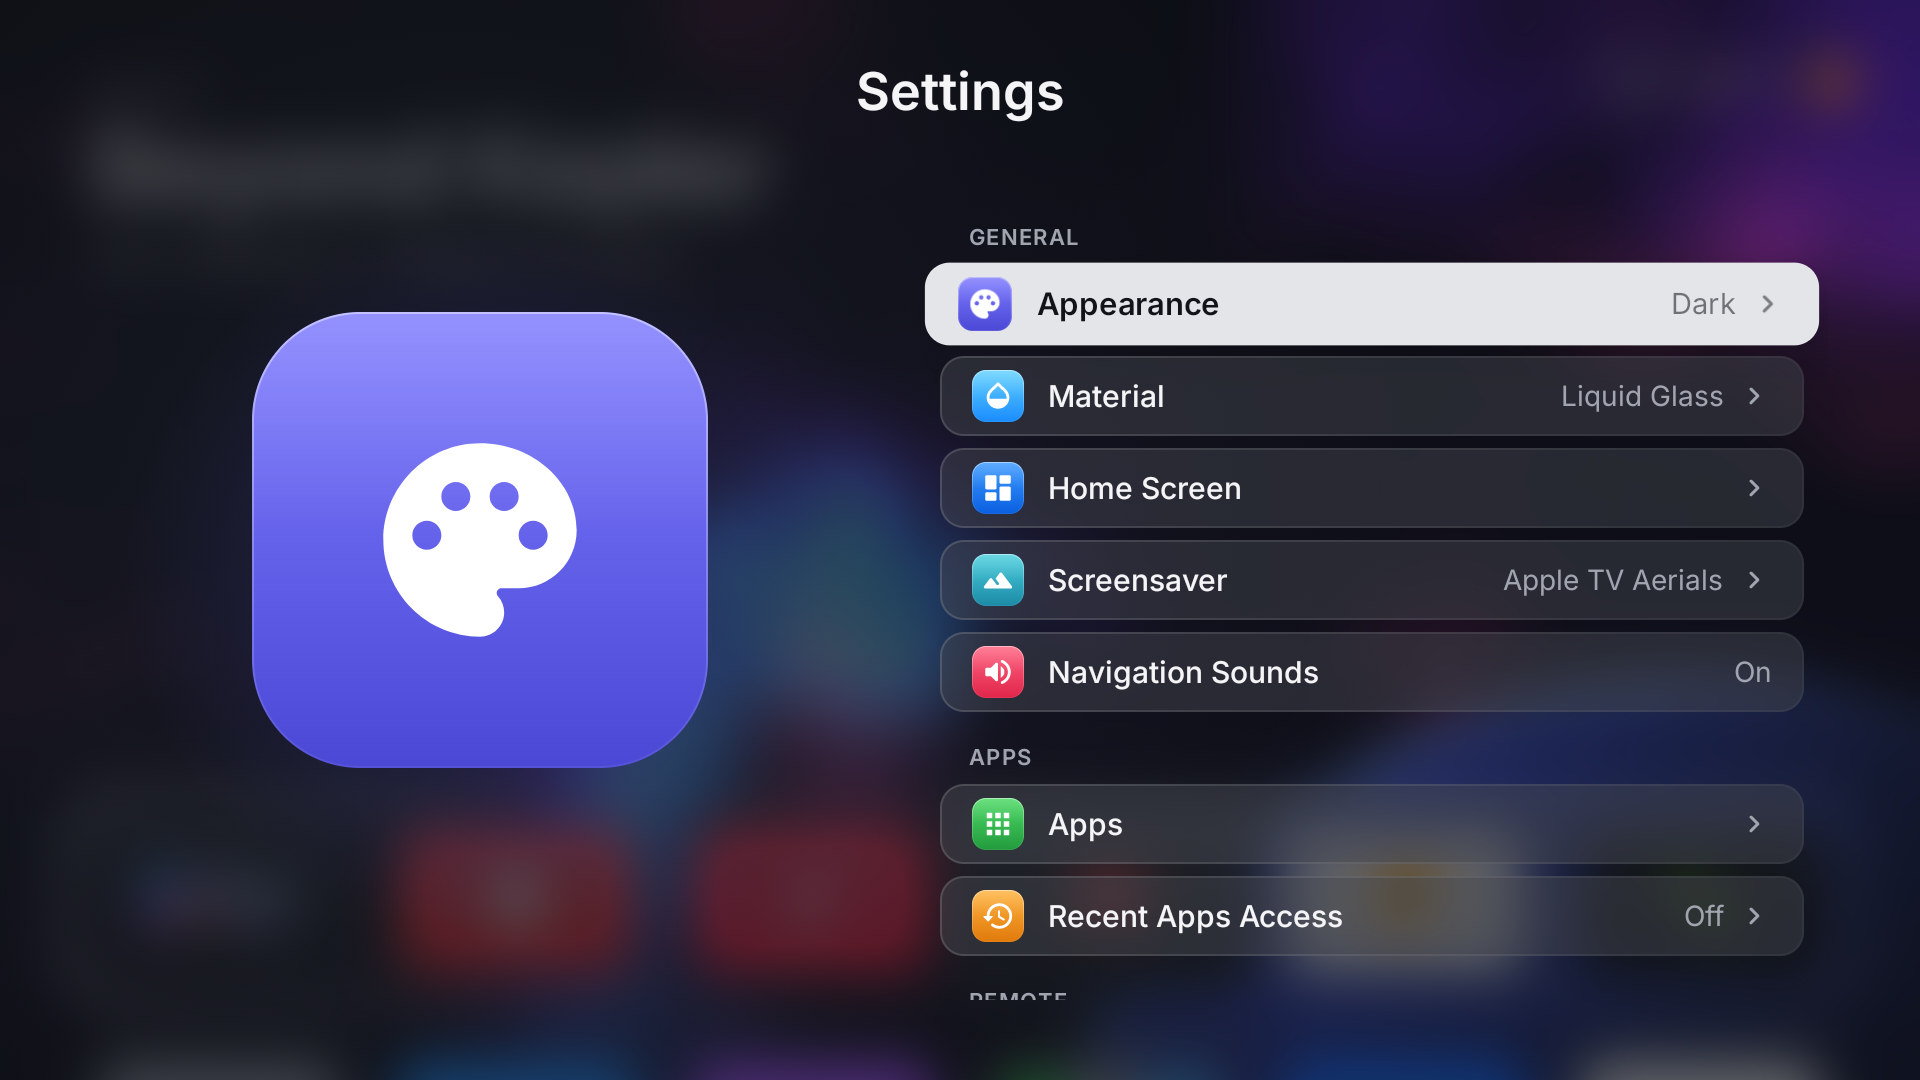 Settings
GENERAL
Appearance Dark
Material Liquid Glass
Home Screen
Screensaver Apple TV Aerials
Navigation Sounds On
APPS
Apps
Recent Apps Access Off
REMOTE